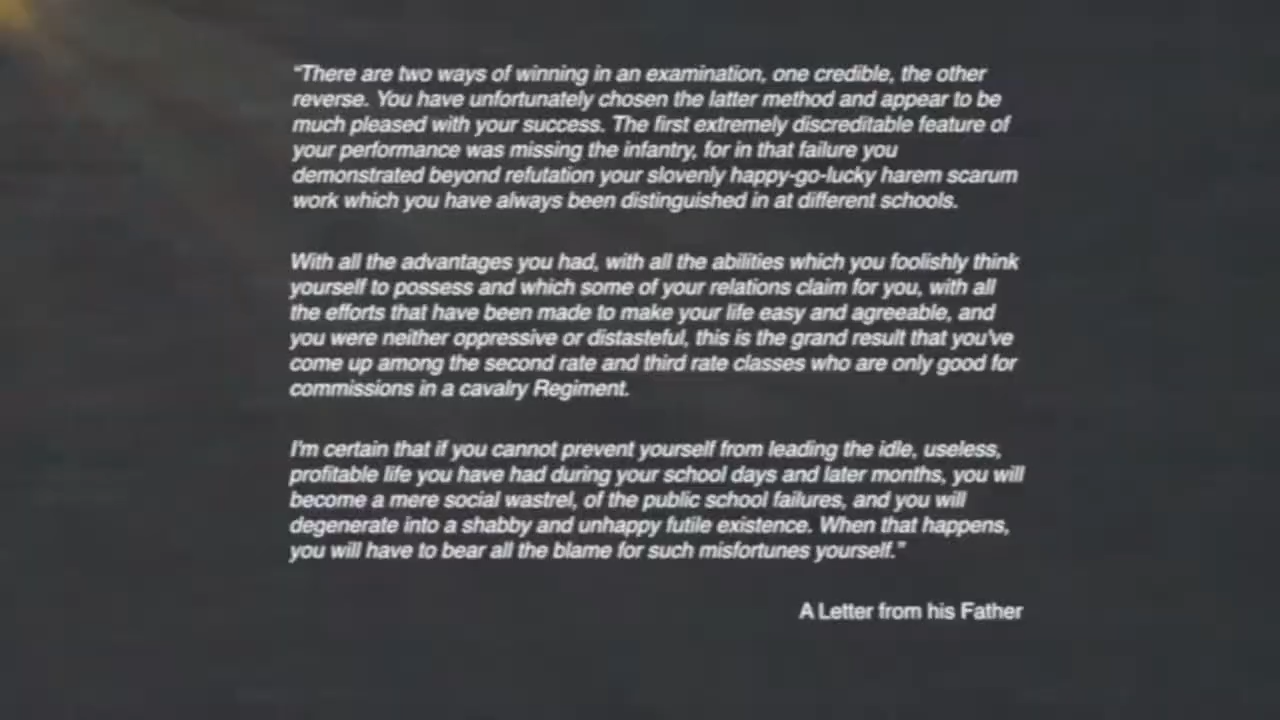 "There are two ways of winning in an examination, one credible, the other
reverse. You have unfortunately chosen the latter method and appear to be
much pleased with your success. The first extremely discreditable feature of
your performance was missing the infantry, for in that failure you
demonstrated beyond refutation your slovenly happy-go-lucky harem scarum
work which you have always been distinguished in at different schools.
With all the advantages you had, with all the abilities which you foolishly think
yourself to possess and which some of your relations claim for you, with all
the efforts that have been made to make your life easy and agreeable, and
you were neither oppressive or distasteful, this is the grand result that you've
come up among the second rate and third rate classes who are only good for
commissions in a cavalry Regiment.
I'm certain that if you cannot prevent yourself from leading the idle, useless,
profitable life you have had during your school days and later months, you will
become a mere social wastrel, of the public school failures, and you will
degenerate into a shabby and unhappy futile existence. When that happens,
you will have to bear all the blame for such misfortunes yourself."
A Letter from his Father